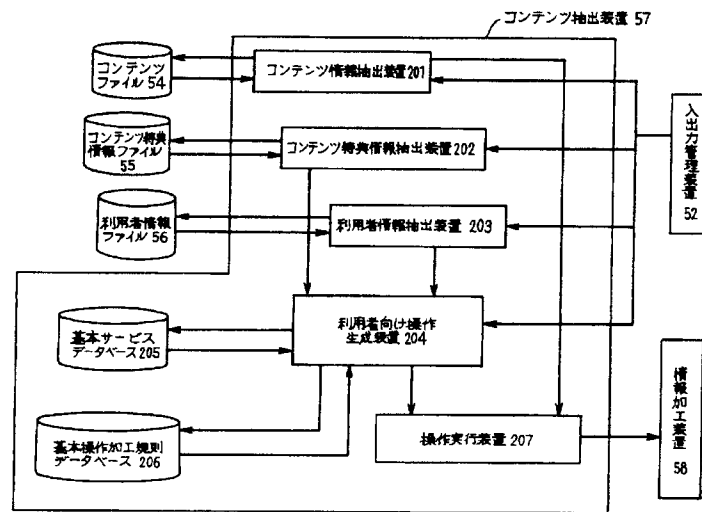 コンテンツ抽出装置 57
コンテンツ
ファイル 54
コンテンツ情報抽出装置 201
コンテンツ特典
情報ファイル
55
コンテンツ特典情報抽出装置 202
入出力管理装置 52
利用者情報
ファイル 56
利用者情報抽出装置 203
利用者向け操作
生成装置 204
基本サービス
データベース 205
基本操作加工規則
データベース 206
操作実行装置 207
情報加工装置 58